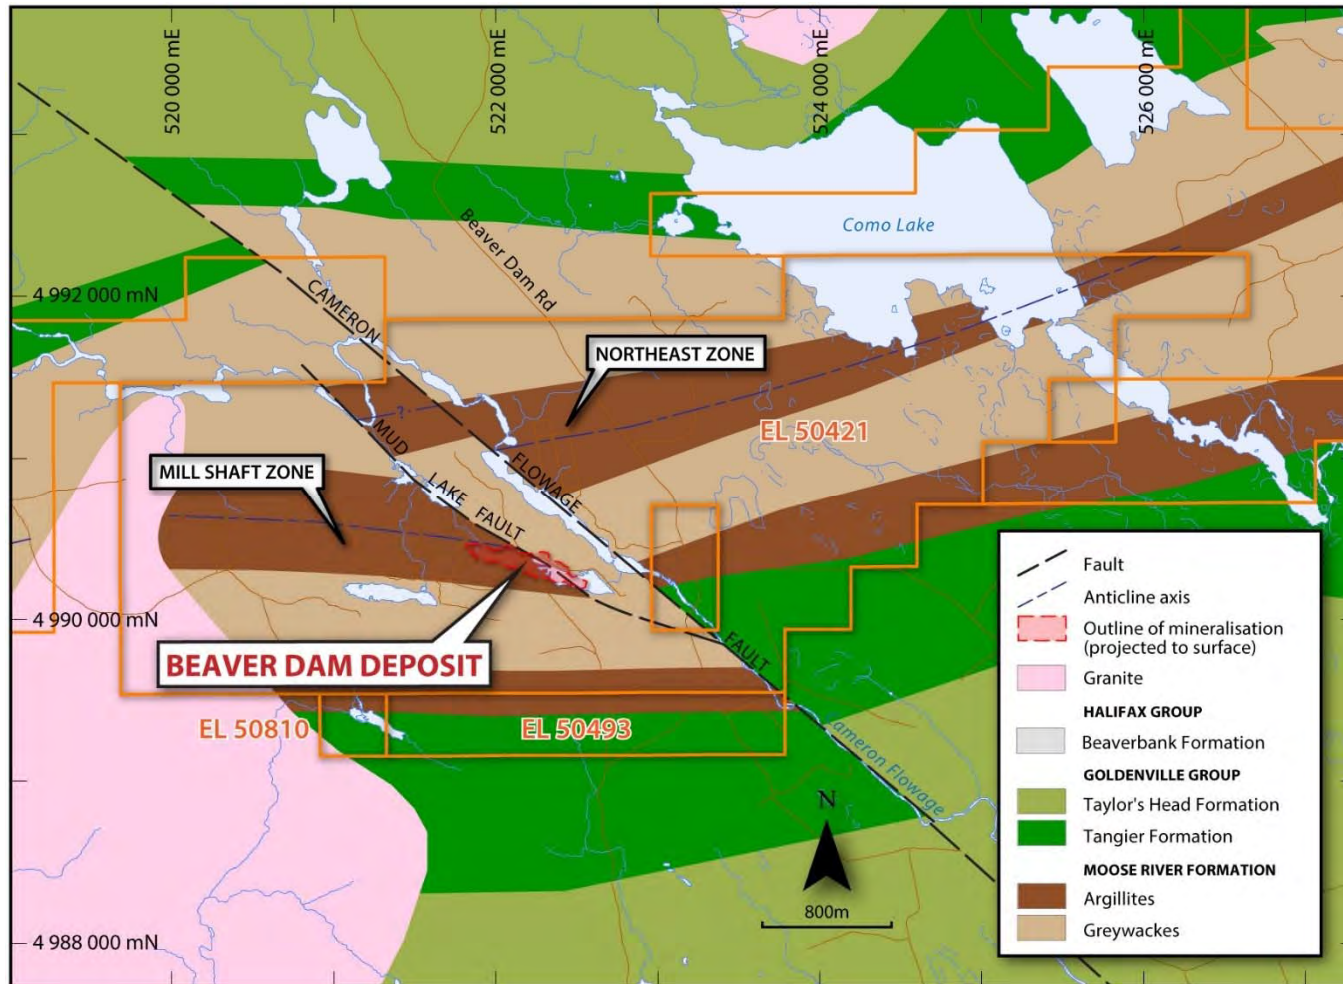 520 000 mE
522 000 mE
524 000 mE
526 000 mE
Como Lake
Beaver Dam Rd
4 992 000 mN
CAMERON
NORTHEAST ZONE
?
EL 50421
MUD
FLOWAGE
MILL SHAFT ZONE
LAKE
FAULT
4 990 000 mN
BEAVER DAM DEPOSIT
FAULT
EL 50810
EL 50493
Cameron Flowage
N
800m
4 988 000 mN
Fault
Anticline axis
Outline of mineralisation
(projected to surface)
Granite
HALIFAX GROUP
Beaverbank Formation
GOLDENVILLE GROUP
Taylor's Head Formation
Tangier Formation
MOOSE RIVER FORMATION
Argillites
Greywackes